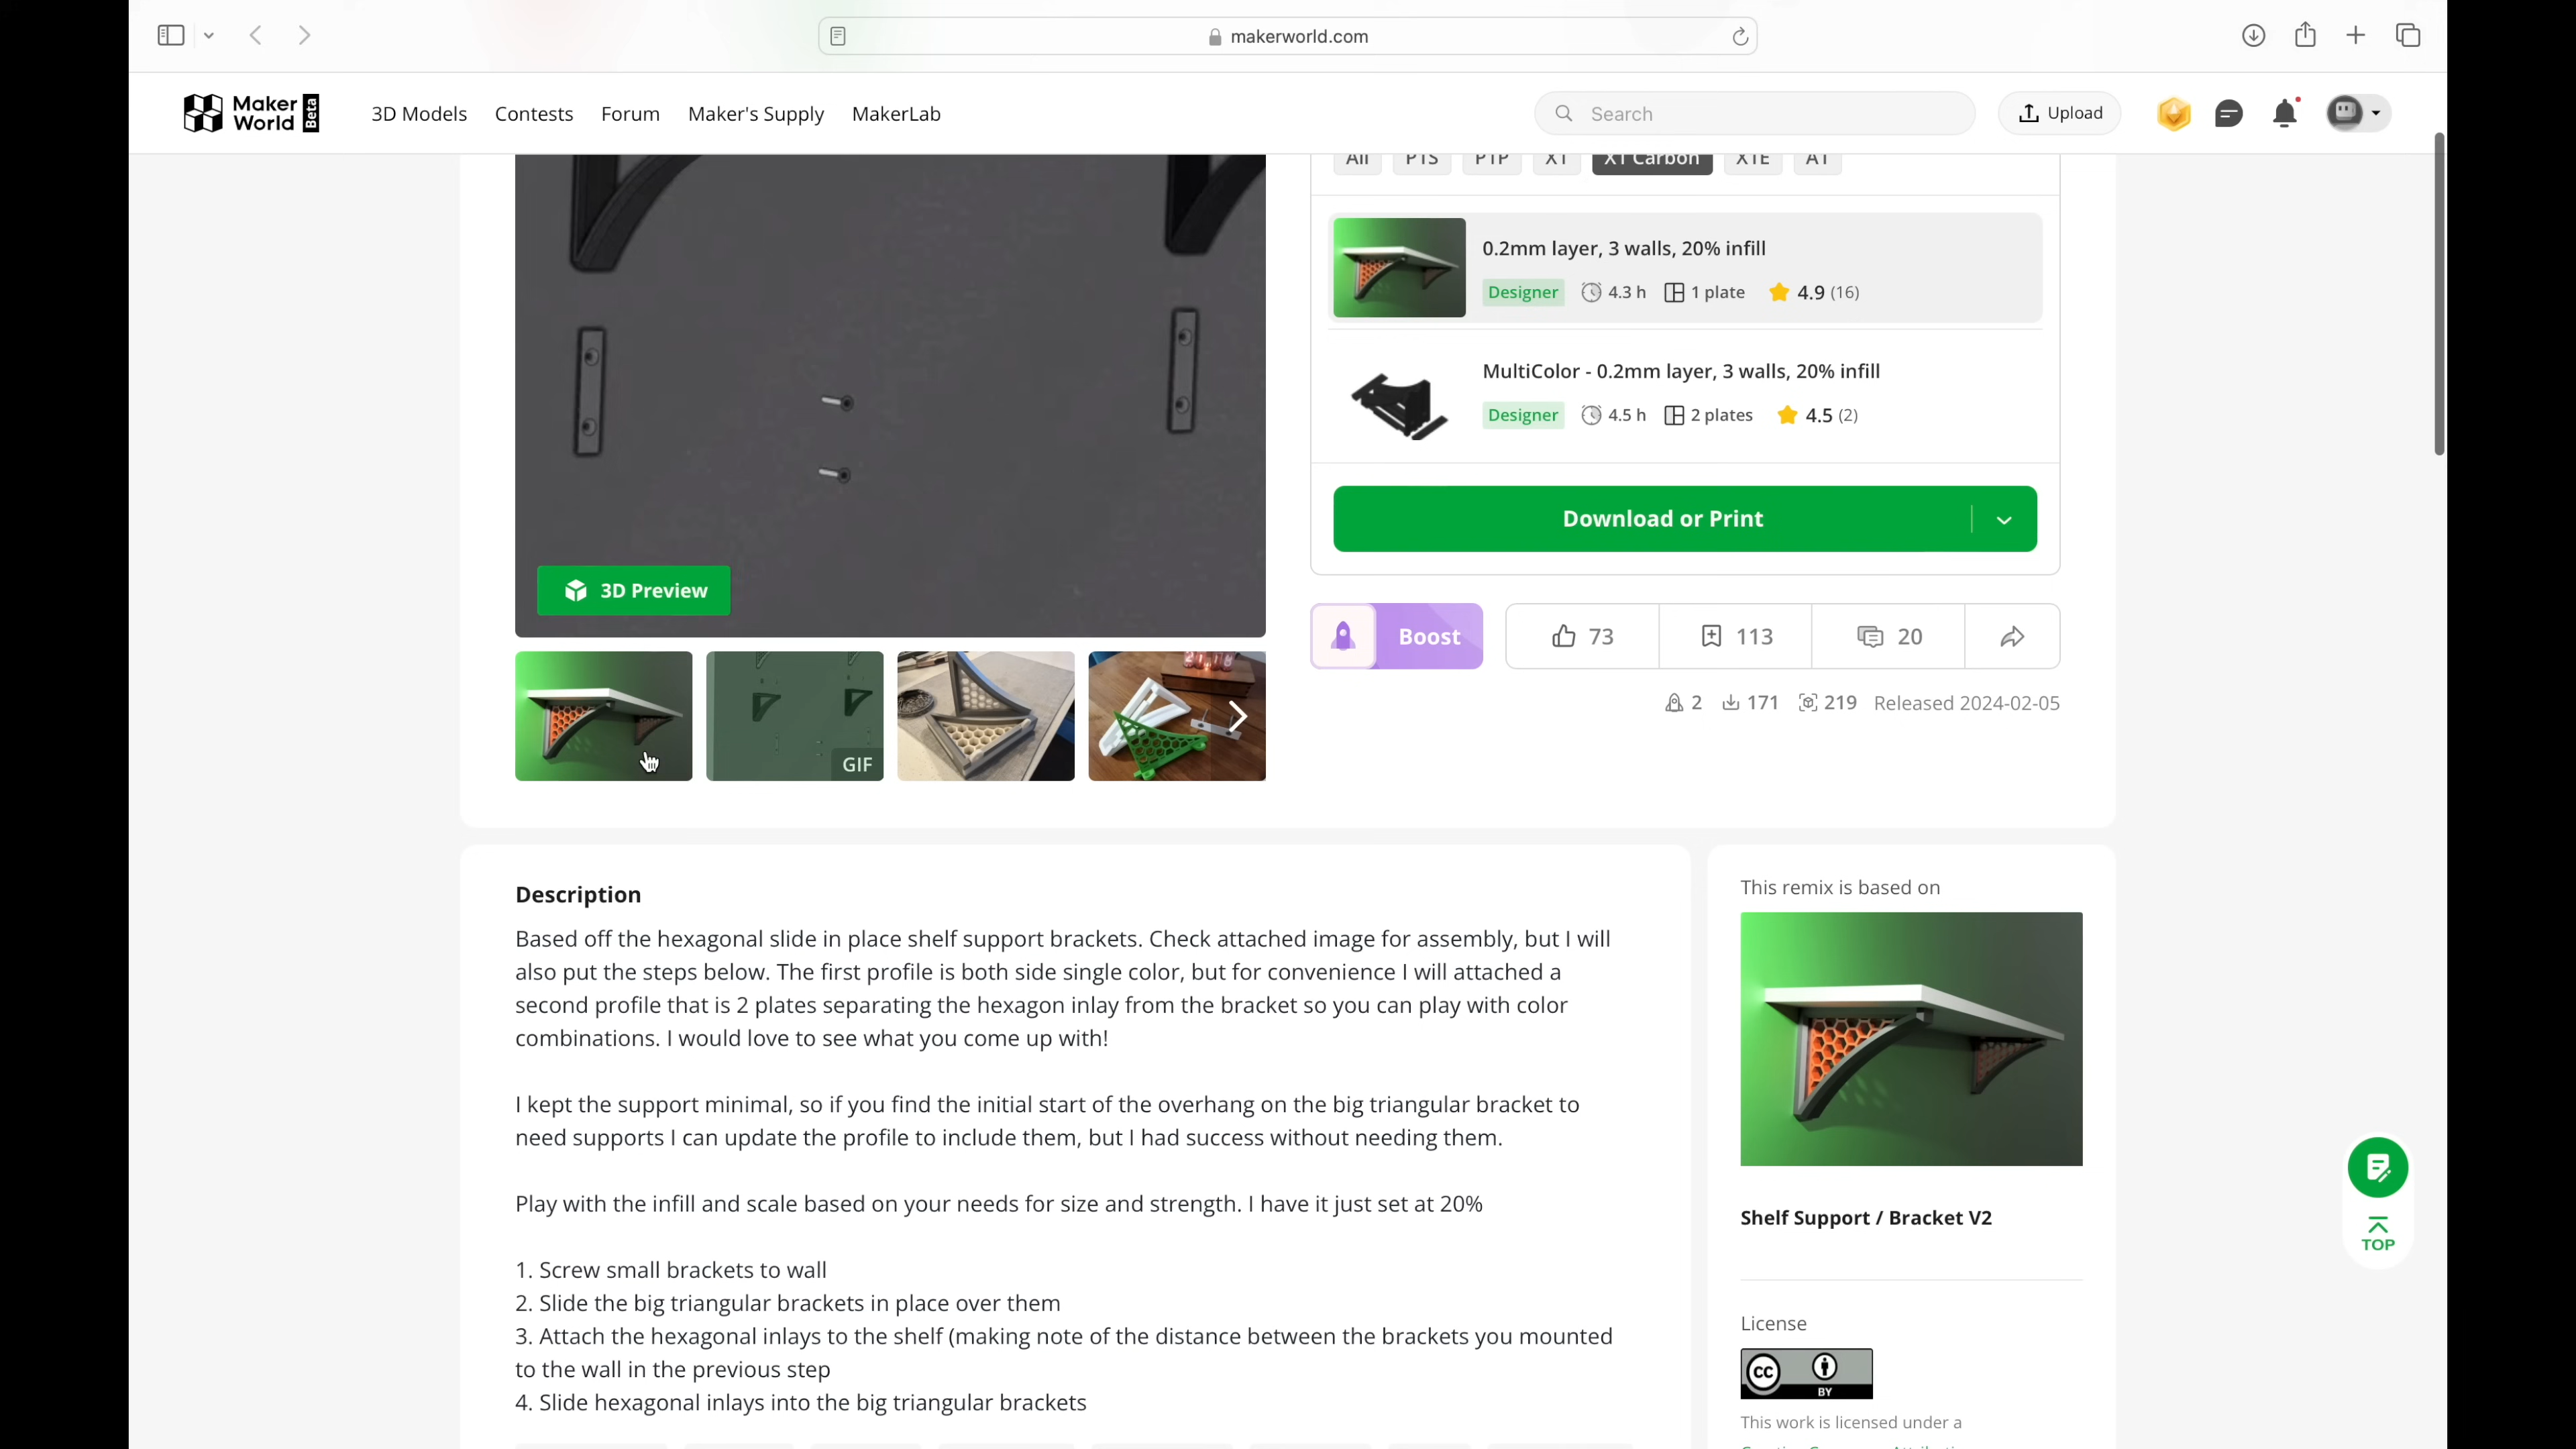 makerworld.com
Maker World Beta
3D Models
Contests
Forum
Maker's Supply
MakerLab
Search
Upload
All
P1S
P1P
X1
X1 Carbon
X1E
A1
0.2mm layer, 3 walls, 20% infill
Designer
4.3 h
1 plate
4.9 (16)
MultiColor - 0.2mm layer, 3 walls, 20% infill
Designer
4.5 h
2 plates
4.5 (2)
Download or Print
3D Preview
Boost
73
113
20
2
171
219
Released 2024-02-05
GIF
Description
Based off the hexagonal slide in place shelf support brackets. Check attached image for assembly, but I will
also put the steps below. The first profile is both side single color, but for convenience I will attached a
second profile that is 2 plates separating the hexagon inlay from the bracket so you can play with color
combinations. I would love to see what you come up with!
I kept the support minimal, so if you find the initial start of the overhang on the big triangular bracket to
need supports I can update the profile to include them, but I had success without needing them.
Play with the infill and scale based on your needs for size and strength. I have it just set at 20%
1. Screw small brackets to wall
2. Slide the big triangular brackets in place over them
3. Attach the hexagonal inlays to the shelf (making note of the distance between the brackets you mounted
to the wall in the previous step
4. Slide hexagonal inlays into the big triangular brackets
This remix is based on
Shelf Support / Bracket V2
License
CC
BY
This work is licensed under a
TOP